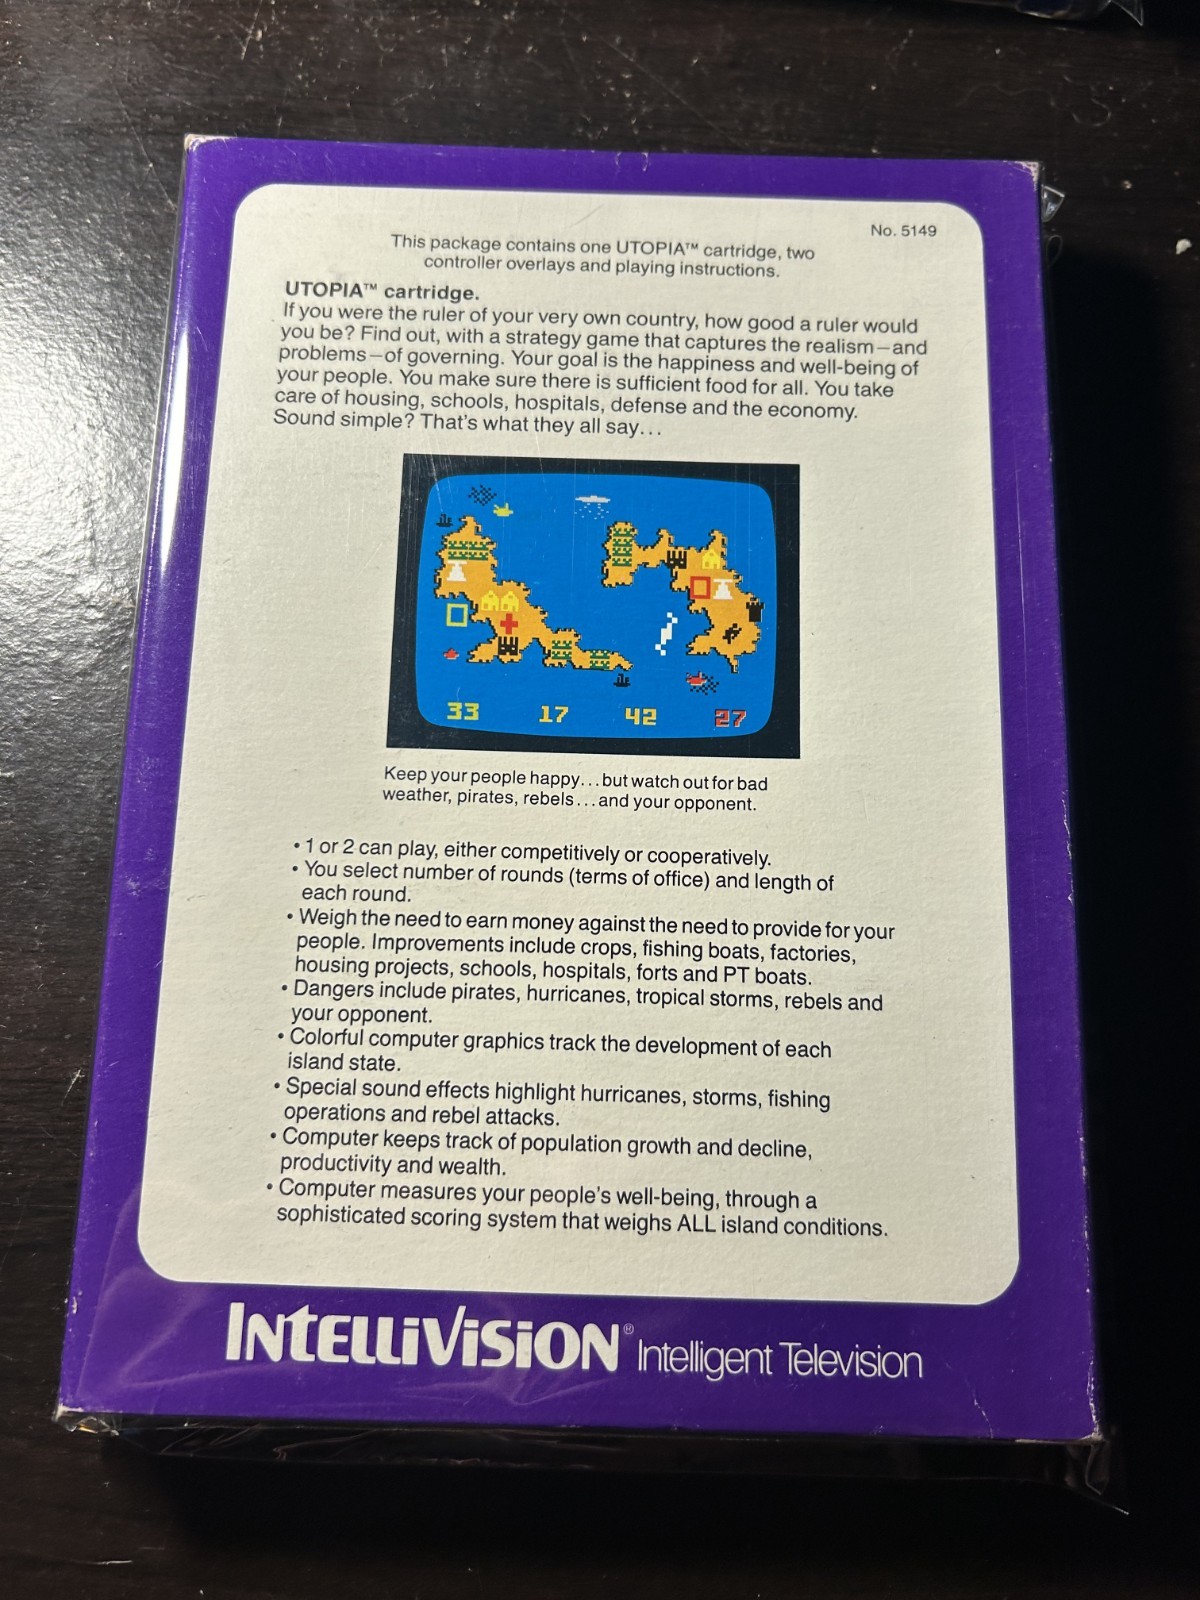 No. 5149
This package contains one UTOPIA™ cartridge, two
controller overlays and playing instructions.
UTOPIA™ cartridge.
If you were the ruler of your very own country, how good a ruler would
you be? Find out, with a strategy game that captures the realism—and
problems—of governing. Your goal is the happiness and well-being of
your people. You make sure there is sufficient food for all. You take
care of housing, schools, hospitals, defense and the economy.
Sound simple? That's what they all say...
33 17 42 27
Keep your people happy...but watch out for bad
weather, pirates, rebels...and your opponent.
• 1 or 2 can play, either competitively or cooperatively.
• You select number of rounds (terms of office) and length of
each round.
• Weigh the need to earn money against the need to provide for your
people. Improvements include crops, fishing boats, factories,
housing projects, schools, hospitals, forts and PT boats.
• Dangers include pirates, hurricanes, tropical storms, rebels and
your opponent.
• Colorful computer graphics track the development of each
island state.
• Special sound effects highlight hurricanes, storms, fishing
operations and rebel attacks.
• Computer keeps track of population growth and decline,
productivity and wealth.
• Computer measures your people's well-being, through a
sophisticated scoring system that weighs ALL island conditions.
INTELLIVISION® Intelligent Television